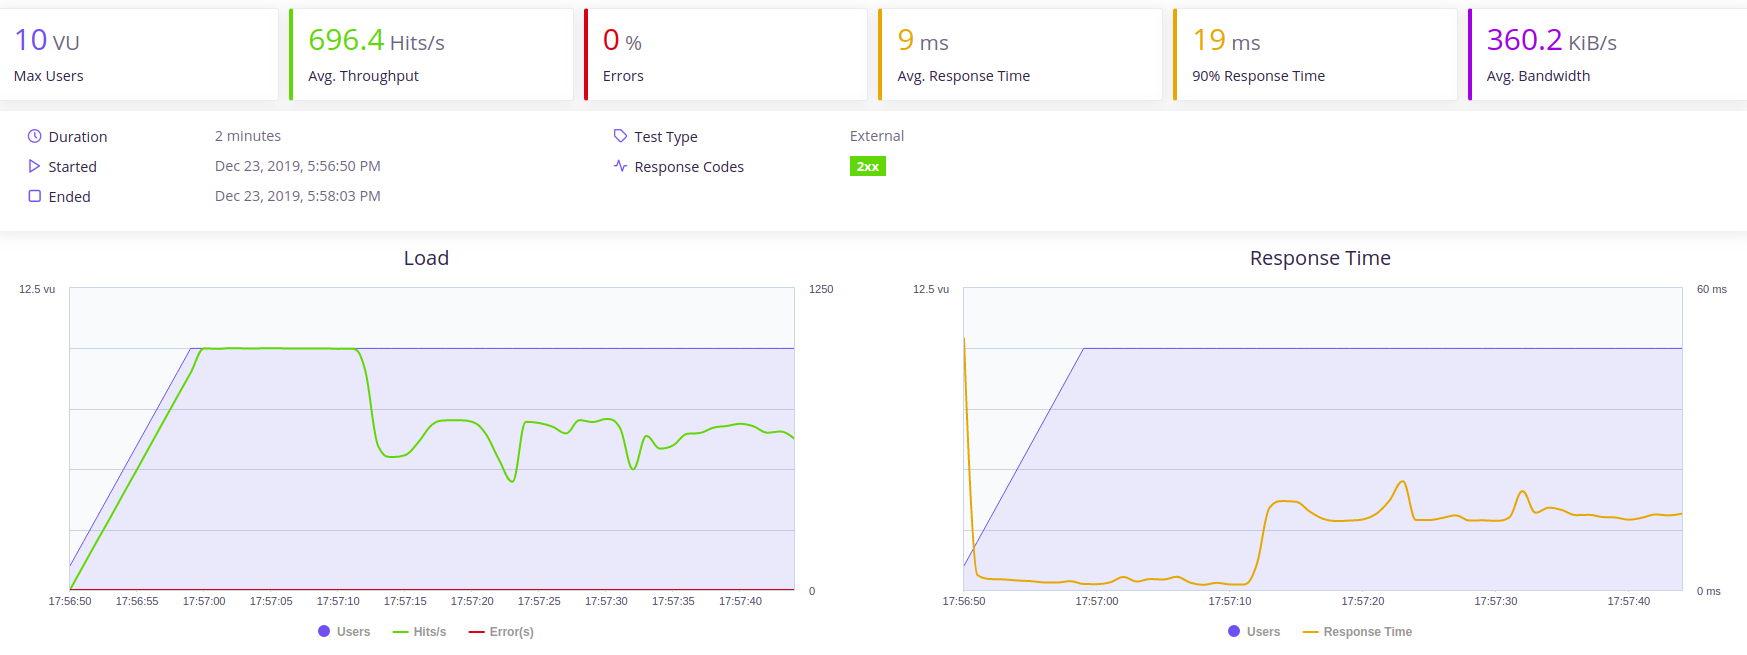 10 VU
Max Users
696.4 Hits/s
Avg. Throughput
0 %
Errors
9 ms
Avg. Response Time
19 ms
90% Response Time
360.2 KiB/s
Avg. Bandwidth
Duration 2 minutes
Started Dec 23, 2019, 5:56:50 PM
Ended Dec 23, 2019, 5:58:03 PM
Test Type External
Response Codes 2xx
Load
12.5 vu 1250
0
17:56:50 17:56:55 17:57:00 17:57:05 17:57:10 17:57:15 17:57:20 17:57:25 17:57:30 17:57:35 17:57:40
Users Hits/s Error(s)
Response Time
12.5 vu 60 ms
0 ms
17:56:50 17:57:00 17:57:10 17:57:20 17:57:30 17:57:40
Users Response Time